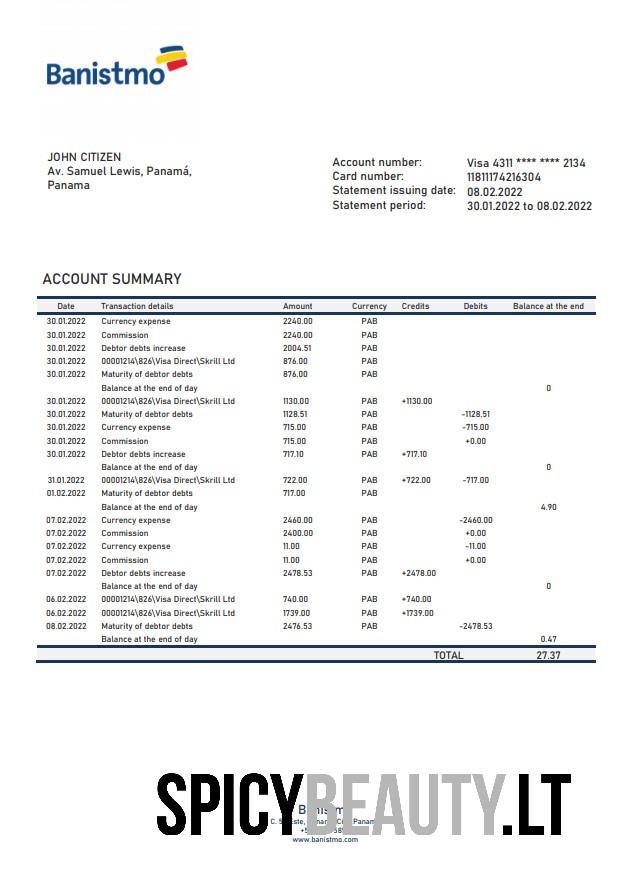 Banistmo
JOHN CITIZEN
Av. Samuel Lewis, Panamá,
Panama
Account number: Visa 4311 **** **** 2134
Card number: 11811174216304
Statement issuing date: 08.02.2022
Statement period: 30.01.2022 to 08.02.2022
ACCOUNT SUMMARY
Date Transaction details Amount Currency Credits Debits Balance at the end
30.01.2022 Currency expense 2240.00 PAB
30.01.2022 Commission 2240.00 PAB
30.01.2022 Debtor debts increase 2004.51 PAB
30.01.2022 00001214\826\Visa Direct\Skrill Ltd 876.00 PAB
30.01.2022 Maturity of debtor debts 876.00 PAB
Balance at the end of day 0
30.01.2022 00001214\826\Visa Direct\Skrill Ltd 1130.00 PAB +1130.00
30.01.2022 Maturity of debtor debts 1128.51 PAB -1128.51
30.01.2022 Currency expense 715.00 PAB -715.00
30.01.2022 Commission 715.00 PAB +0.00
30.01.2022 Debtor debts increase 717.10 PAB +717.10
Balance at the end of day 0
31.01.2022 00001214\826\Visa Direct\Skrill Ltd 722.00 PAB +722.00 -717.00
01.02.2022 Maturity of debtor debts 717.00 PAB
Balance at the end of day 4.90
07.02.2022 Currency expense 2460.00 PAB -2460.00
07.02.2022 Commission 2400.00 PAB +0.00
07.02.2022 Currency expense 11.00 PAB -11.00
07.02.2022 Commission 11.00 PAB +0.00
07.02.2022 Debtor debts increase 2478.53 PAB +2478.00
Balance at the end of day 0
06.02.2022 00001214\826\Visa Direct\Skrill Ltd 740.00 PAB +740.00
06.02.2022 00001214\826\Visa Direct\Skrill Ltd 1739.00 PAB +1739.00
08.02.2022 Maturity of debtor debts 2476.53 PAB -2478.53
Balance at the end of day 0.47
TOTAL 27.37
SPICYBEAUTY.LT
Banistmo
www.banistmo.com